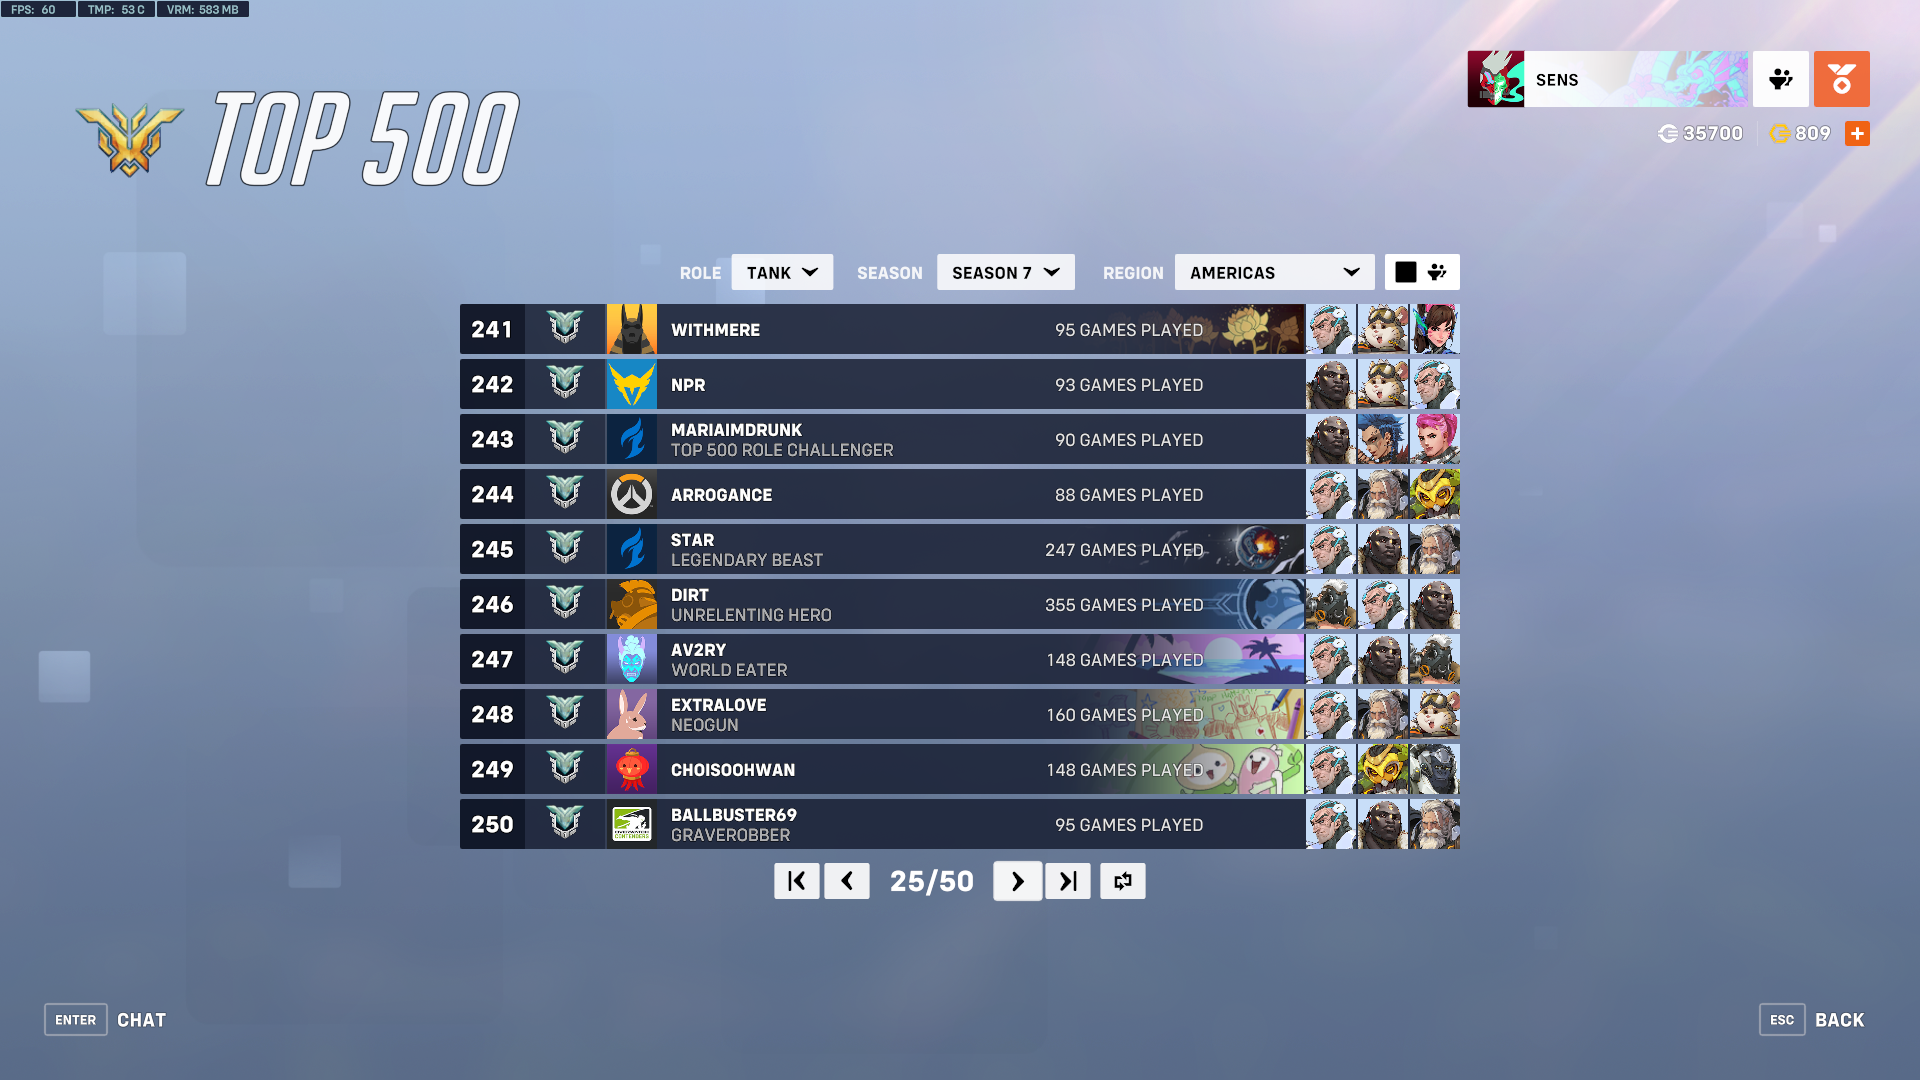 FPS: 60 TMP: 53 C VRM: 583 MB
TOP 500
SENS
35700 809
ROLE TANK SEASON SEASON 7 REGION AMERICAS
241 WITHMERE 95 GAMES PLAYED
242 NPR 93 GAMES PLAYED
243 MARIAIMDRUNK 90 GAMES PLAYED
TOP 500 ROLE CHALLENGER
244 ARROGANCE 88 GAMES PLAYED
245 STAR 247 GAMES PLAYED
LEGENDARY BEAST
246 DIRT 355 GAMES PLAYED
UNRELENTING HERO
247 AV2RY 148 GAMES PLAYED
WORLD EATER
248 EXTRALOVE 160 GAMES PLAYED
NEOGUN
249 CHOISOOHWAN 148 GAMES PLAYED
250 BALLBUSTER69 95 GAMES PLAYED
GRAVEROBBER
25/50
ENTER CHAT
ESC BACK